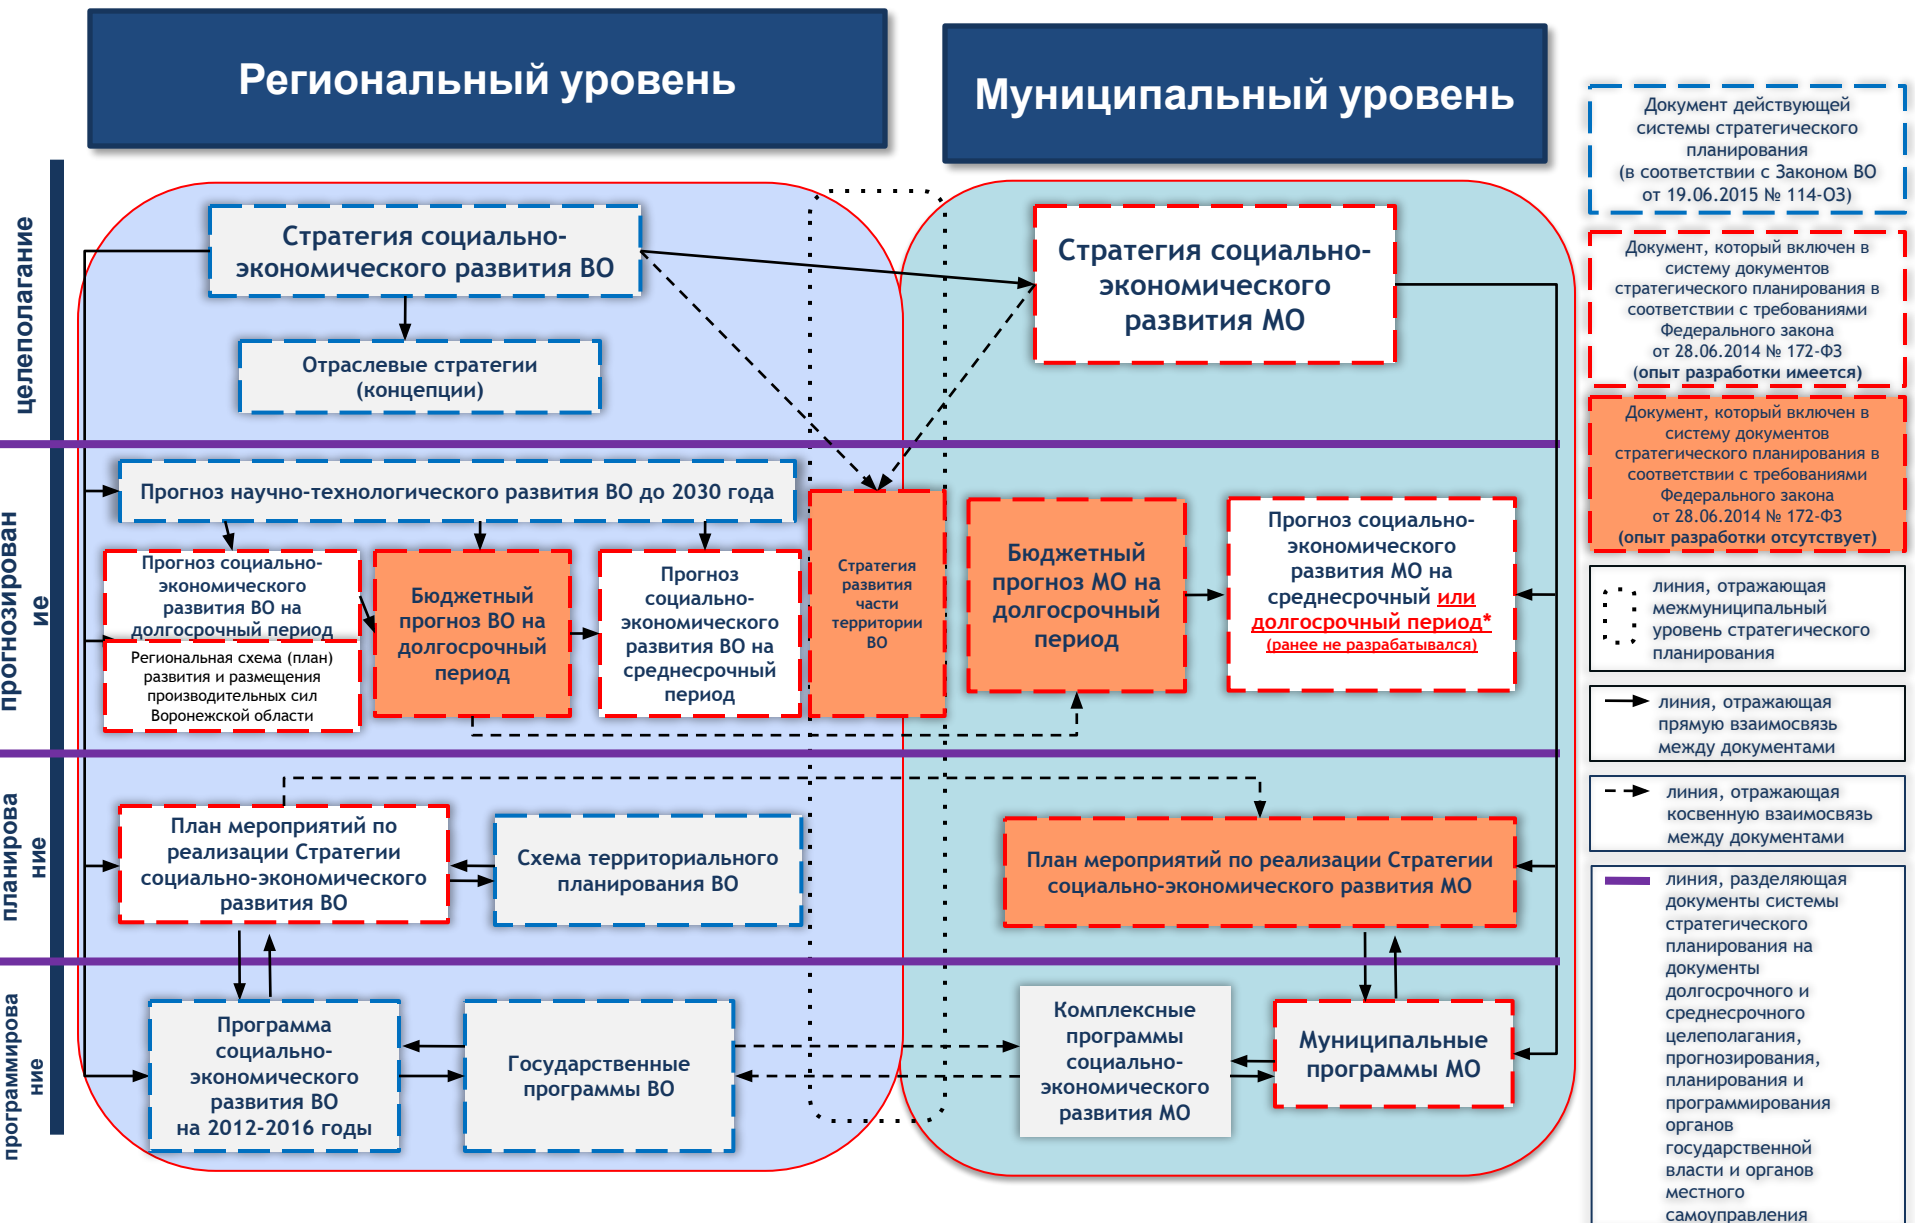 Региональный уровень
Муниципальный уровень
целеполагание
Стратегия социально-
экономического развития ВО
Отраслевые стратегии
(концепции)
Стратегия социально-
экономического
развития МО
прогнозирован
ие
Прогноз научно-технологического развития ВО до 2030 года
Прогноз социально-
экономического
развития ВО на
долгосрочный период
Региональная схема (план)
развития и размещения
производительных сил
Воронежской области
Бюджетный
прогноз ВО на
долгосрочный
период
Прогноз
социально-
экономического
развития ВО на
среднесрочный
период
Стратегия
развития
части
территории
ВО
Бюджетный
прогноз МО на
долгосрочный
период
Прогноз социально-
экономического
развития МО на
среднесрочный или
долгосрочный период*
(ранее не разрабатывался)
планирова
ние
План мероприятий по
реализации Стратегии
социально-экономического
развития ВО
Схема территориального
планирования ВО
План мероприятий по реализации Стратегии
социально-экономического развития МО
программирова
ние
Программа
социально-
экономического
развития ВО
на 2012-2016 годы
Государственные
программы ВО
Комплексные
программы
социально-
экономического
развития МО
Муниципальные
программы МО
Документ действующей
системы стратегического
планирования
(в соответствии с Законом ВО
от 19.06.2015 № 114-ОЗ)
Документ, который включен в
систему документов
стратегического планирования в
соответствии с требованиями
Федерального закона
от 28.06.2014 № 172-ФЗ
(опыт разработки имеется)
Документ, который включен в
систему документов
стратегического планирования в
соответствии с требованиями
Федерального закона
от 28.06.2014 № 172-ФЗ
(опыт разработки отсутствует)
линия, отражающая
межмуниципальный
уровень стратегического
планирования
линия, отражающая
прямую взаимосвязь
между документами
линия, отражающая
косвенную взаимосвязь
между документами
линия, разделяющая
документы системы
стратегического
планирования на
документы
долгосрочного и
среднесрочного
целеполагания,
прогнозирования,
планирования и
программирования
органов
государственной
власти и органов
местного
самоуправления